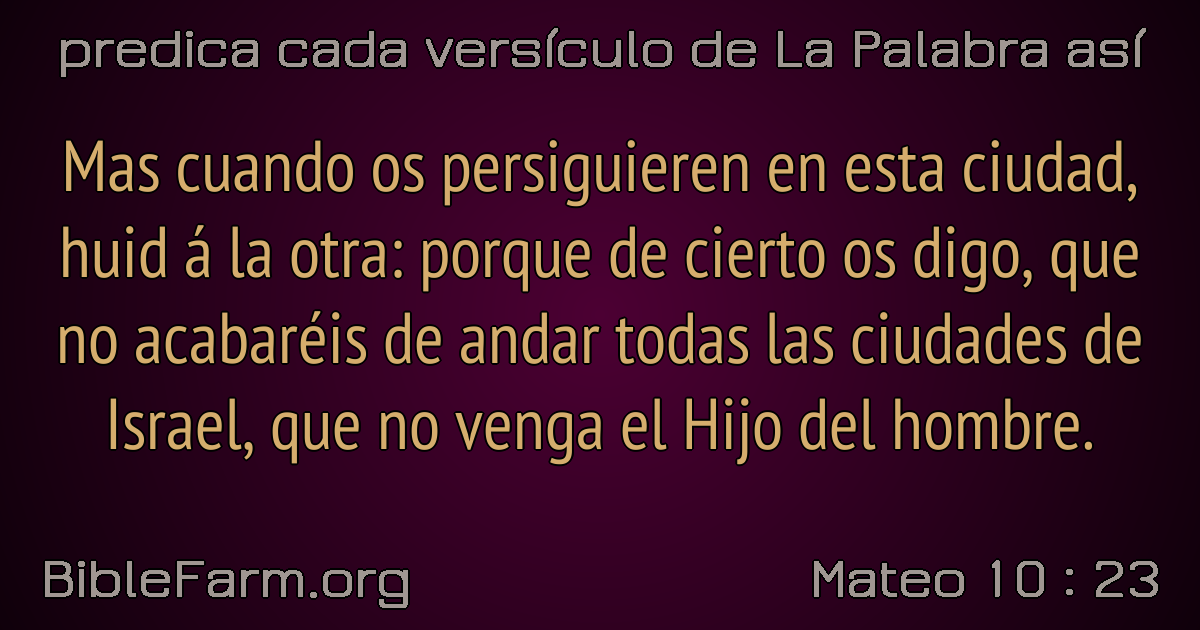 predica cada versículo de La Palabra así
Mas cuando os persiguieren en esta ciudad,
huid á la otra: porque de cierto os digo, que
no acabaréis de andar todas las ciudades de
Israel, que no venga el Hijo del hombre.
BibleFarm.org
Mateo 10 : 23